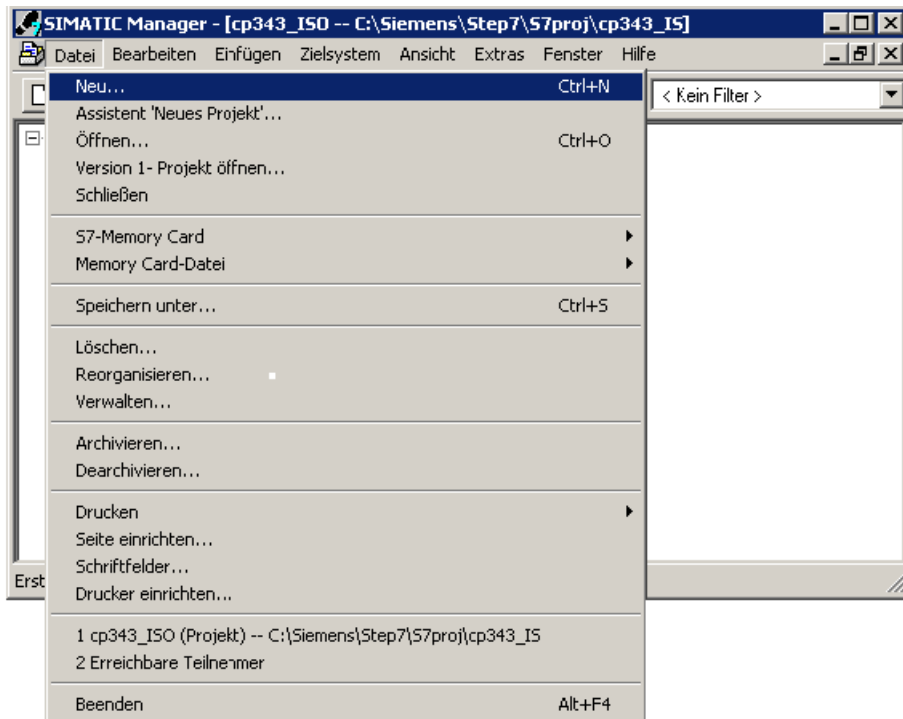 SIMATIC Manager - [cp343_ISO -- C:\Siemens\Step7\S7proj\cp343_IS]
Datei Bearbeiten Einfügen Zielsystem Ansicht Extras Fenster Hilfe
Neu... Ctrl+N
< Kein Filter >
Assistent 'Neues Projekt'...
Öffnen... Ctrl+O
Version 1- Projekt öffnen...
Schließen
S7-Memory Card
Memory Card-Datei
Speichern unter... Ctrl+S
Löschen...
Reorganisieren...
Verwalten...
Archivieren...
Dearchivieren...
Drucken
Seite einrichten...
Schriftfelder...
Erst
Drucker einrichten...
1 cp343_ISO (Projekt) -- C:\Siemens\Step7\S7proj\cp343_IS
2 Erreichbare Teilnehmer
Beenden Alt+F4